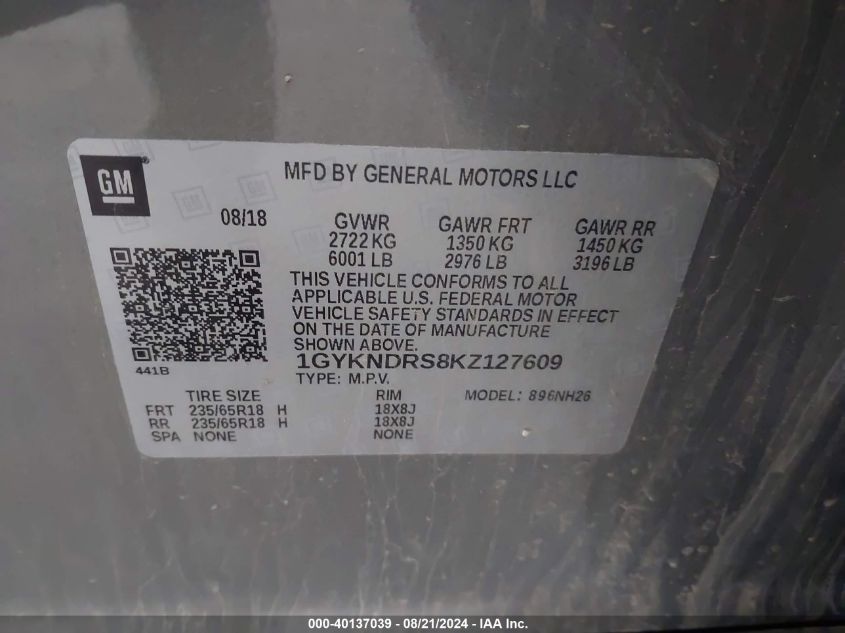 GM
MFD BY GENERAL MOTORS LLC
08/18
GVWR GAWR FRT GAWR RR
2722 KG 1350 KG 1450 KG
6001 LB 2976 LB 3196 LB
THIS VEHICLE CONFORMS TO ALL
APPLICABLE U.S. FEDERAL MOTOR
VEHICLE SAFETY STANDARDS IN EFFECT
ON THE DATE OF MANUFACTURE
SHOWN ABOVE.
441B
1GYKNDRS8KZ127609
TYPE: M.P.V.
TIRE SIZE RIM MODEL: 896NH26
FRT 235/65R18 H 18X8J
RR 235/65R18 H 18X8J
SPA NONE NONE
000-40137039 - 08/21/2024 - IAA Inc.